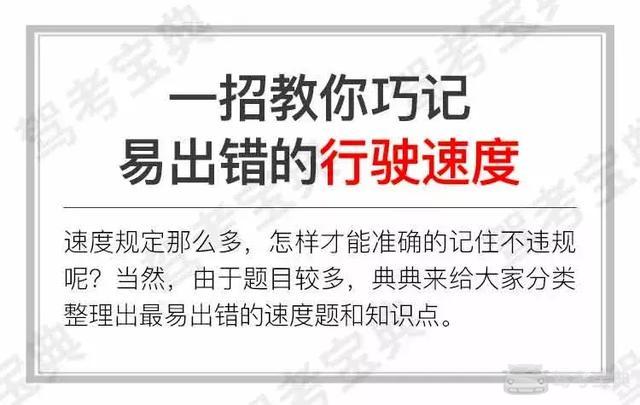 一招教你巧记
易出错的行驶速度
速度规定那么多，怎样才能准确的记住不违规
呢？当然，由于题目较多，典典来给大家分类
整理出最易出错的速度题和知识点。
驾考宝典